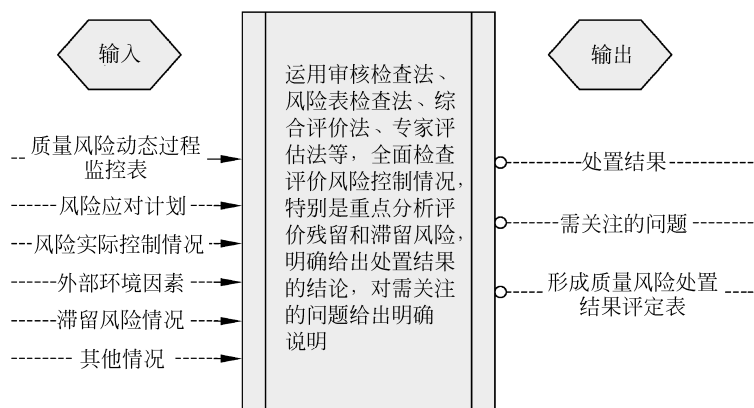 输入
质量风险动态过程
监控表
风险应对计划
风险实际控制情况
外部环境因素
滞留风险情况
其他情况
运用审核检查法、
风险表检查法、综
合评价法、专家评
估法等，全面检查
评价风险控制情况，
特别是重点分析评
价残留和滞留风险，
明确给出处置结果
的结论，对需关注
的问题给出明确
说明
输出
处置结果
需关注的问题
形成质量风险处置
结果评定表